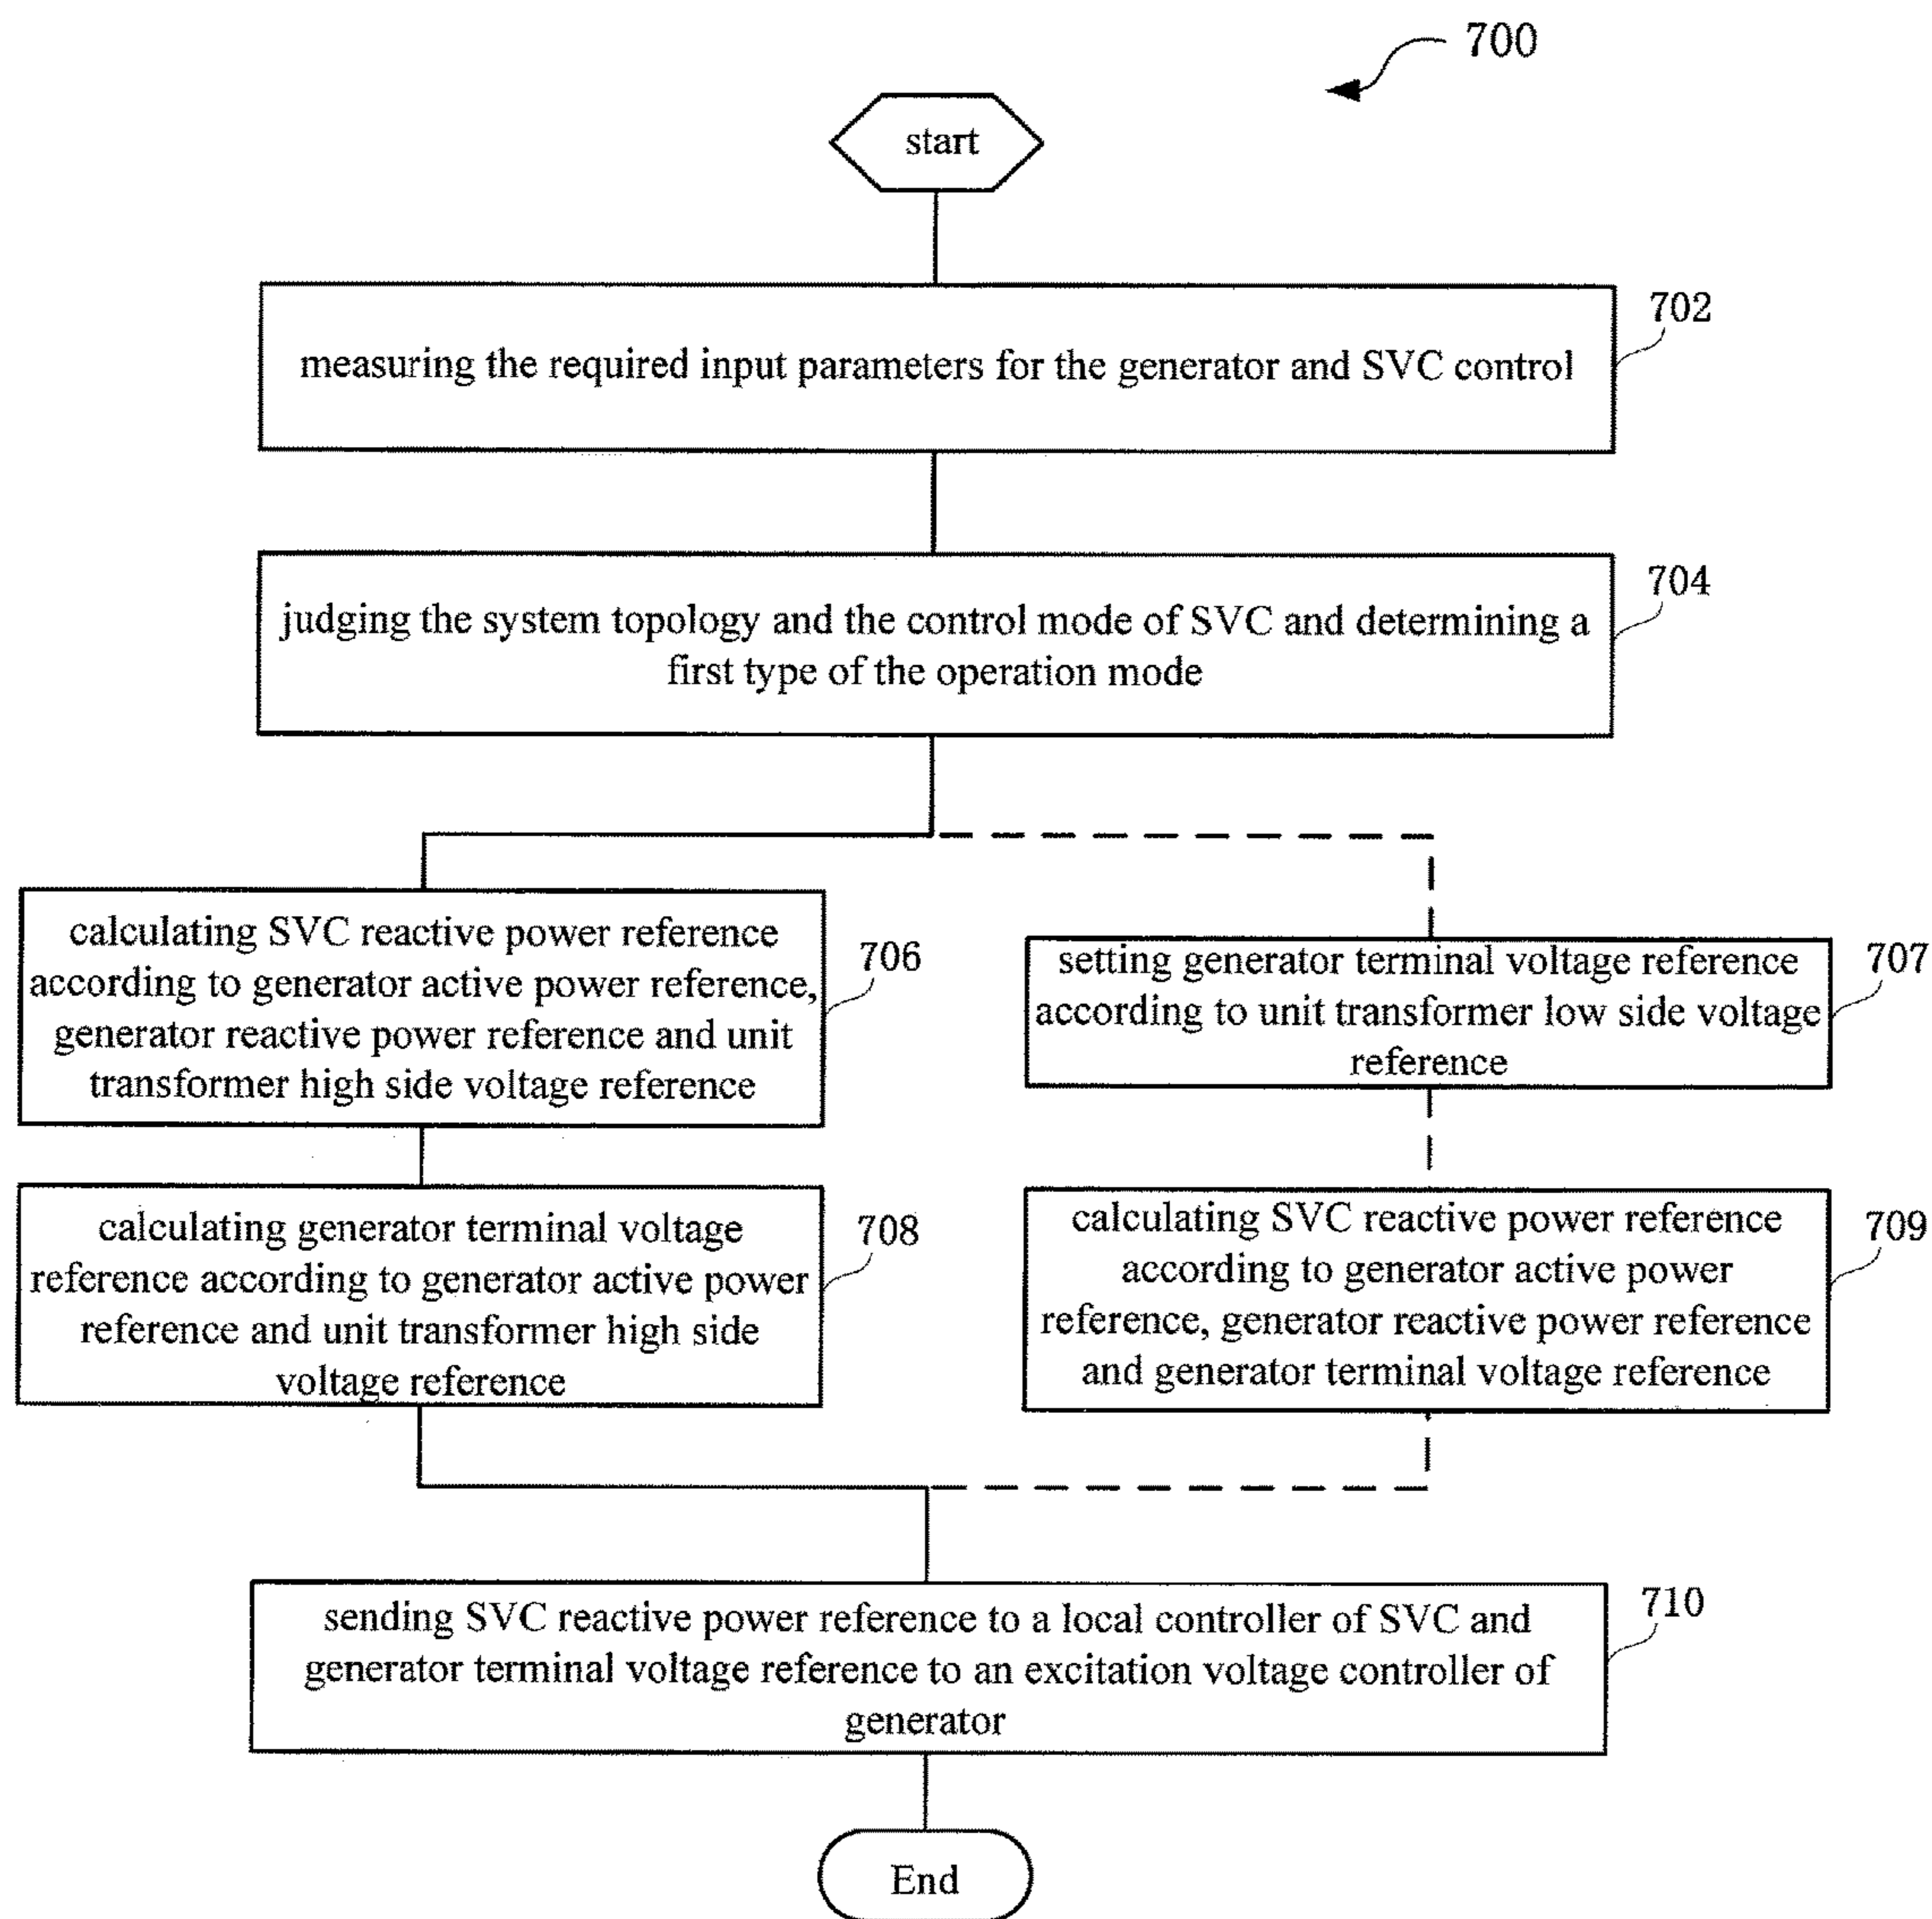 700
start
702
measuring the required input parameters for the generator and SVC control
704
judging the system topology and the control mode of SVC and determining a
first type of the operation mode
calculating SVC reactive power reference
according to generator active power reference,
generator reactive power reference and unit
transformer high side voltage reference
706
setting generator terminal voltage reference
according to unit transformer low side voltage
reference
707
calculating generator terminal voltage
reference according to generator active power
reference and unit transformer high side
voltage reference
708
calculating SVC reactive power reference
according to generator active power
reference, generator reactive power reference
and generator terminal voltage reference
709
sending SVC reactive power reference to a local controller of SVC and
generator terminal voltage reference to an excitation voltage controller of
generator
710
End